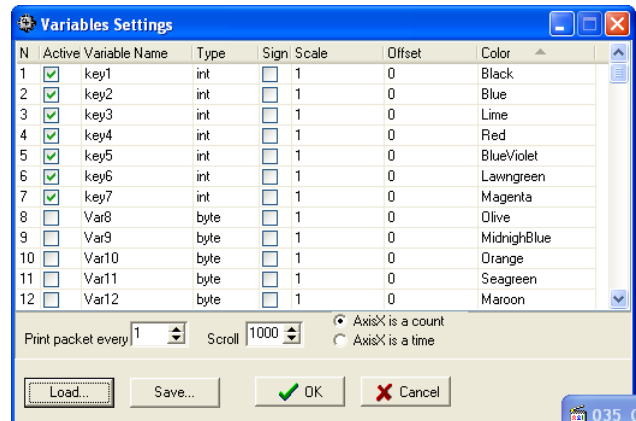 Variables Settings
N Active Variable Name Type Sign Scale Offset Color
1 key1 int 1 0 Black
2 key2 int 1 0 Blue
3 key3 int 1 0 Lime
4 key4 int 1 0 Red
5 key5 int 1 0 BlueViolet
6 key6 int 1 0 Lawngreen
7 key7 int 1 0 Magenta
8 Var8 byte 1 0 Olive
9 Var9 byte 1 0 MidnighBlue
10 Var10 byte 1 0 Orange
11 Var11 byte 1 0 Seagreen
12 Var12 byte 1 0 Maroon
Print packet every 1 Scroll 1000
AxisX is a count
AxisX is a time
Load... Save... OK Cancel
035